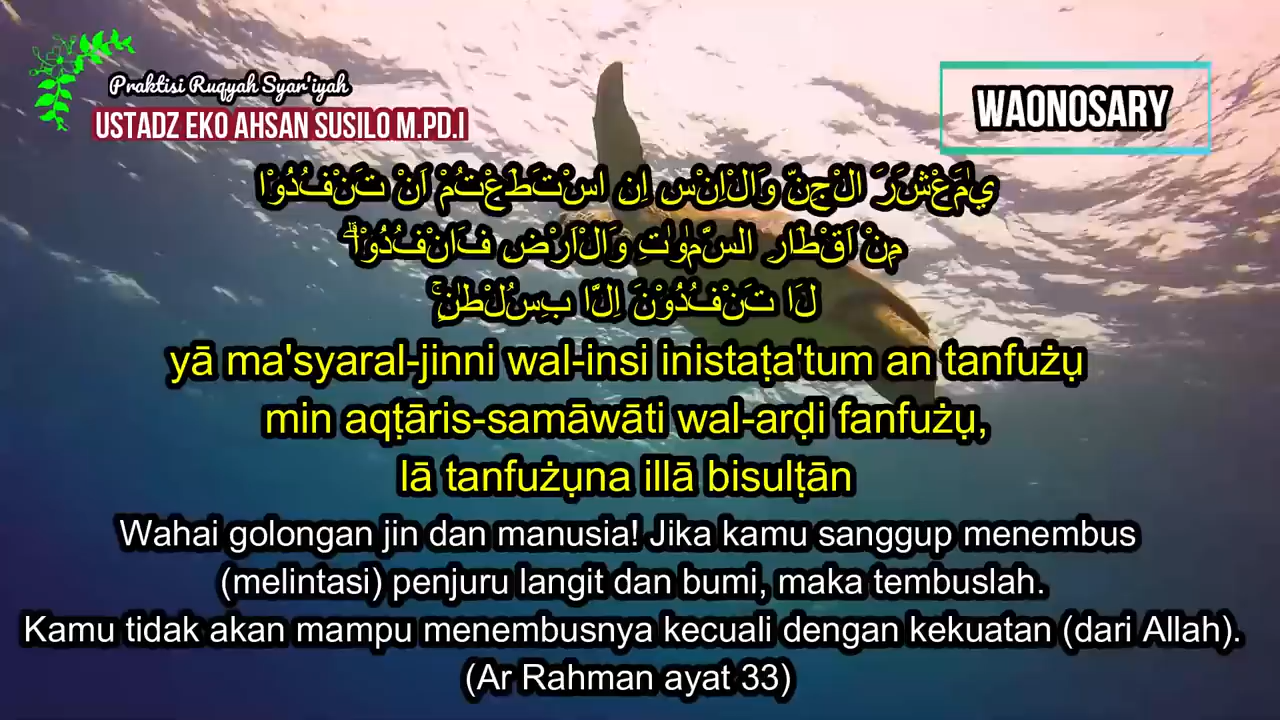 Praktisi Ruqyah Syar'iyah
USTADZ EKO AHSAN SUSILO M.PD.I
WAONOSARY
يٰمَعْشَرَ الْجِنِّ وَالْاِنْسِ اِنِ اسْتَطَعْتُمْ اَنْ تَنْفُذُوْا
مِنْ اَقْطَارِ السَّمٰوٰتِ وَالْاَرْضِ فَانْفُذُوْاۗ
لَا تَنْفُذُوْنَ اِلَّا بِسُلْطٰنٍۚ
yā ma'syaral-jinni wal-insi inistaṭa'tum an tanfużụ
min aqṭāris-samāwāti wal-arḍi fanfużụ,
lā tanfużụna illā bisulṭān
Wahai golongan jin dan manusia! Jika kamu sanggup menembus
(melintasi) penjuru langit dan bumi, maka tembuslah.
Kamu tidak akan mampu menembusnya kecuali dengan kekuatan (dari Allah).
(Ar Rahman ayat 33)